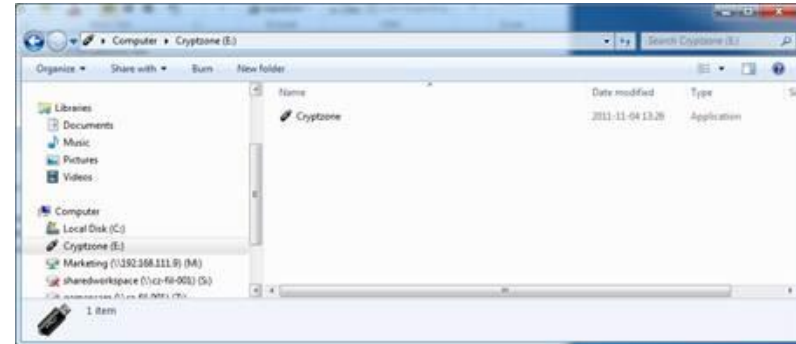 Computer ▸ Cryptzone (E:)
Search Cryptzone (E:)
Organize
Share with
Burn
New folder
Name
Date modified
Type
Libraries
Documents
Music
Pictures
Videos
Cryptzone
2011-11-04 13:28
Application
Computer
Local Disk (C:)
Cryptzone (E:)
Marketing (\\192.168.111.9) (M:)
sharedworkspace (\\cz-fil-001) (S:)
1 item